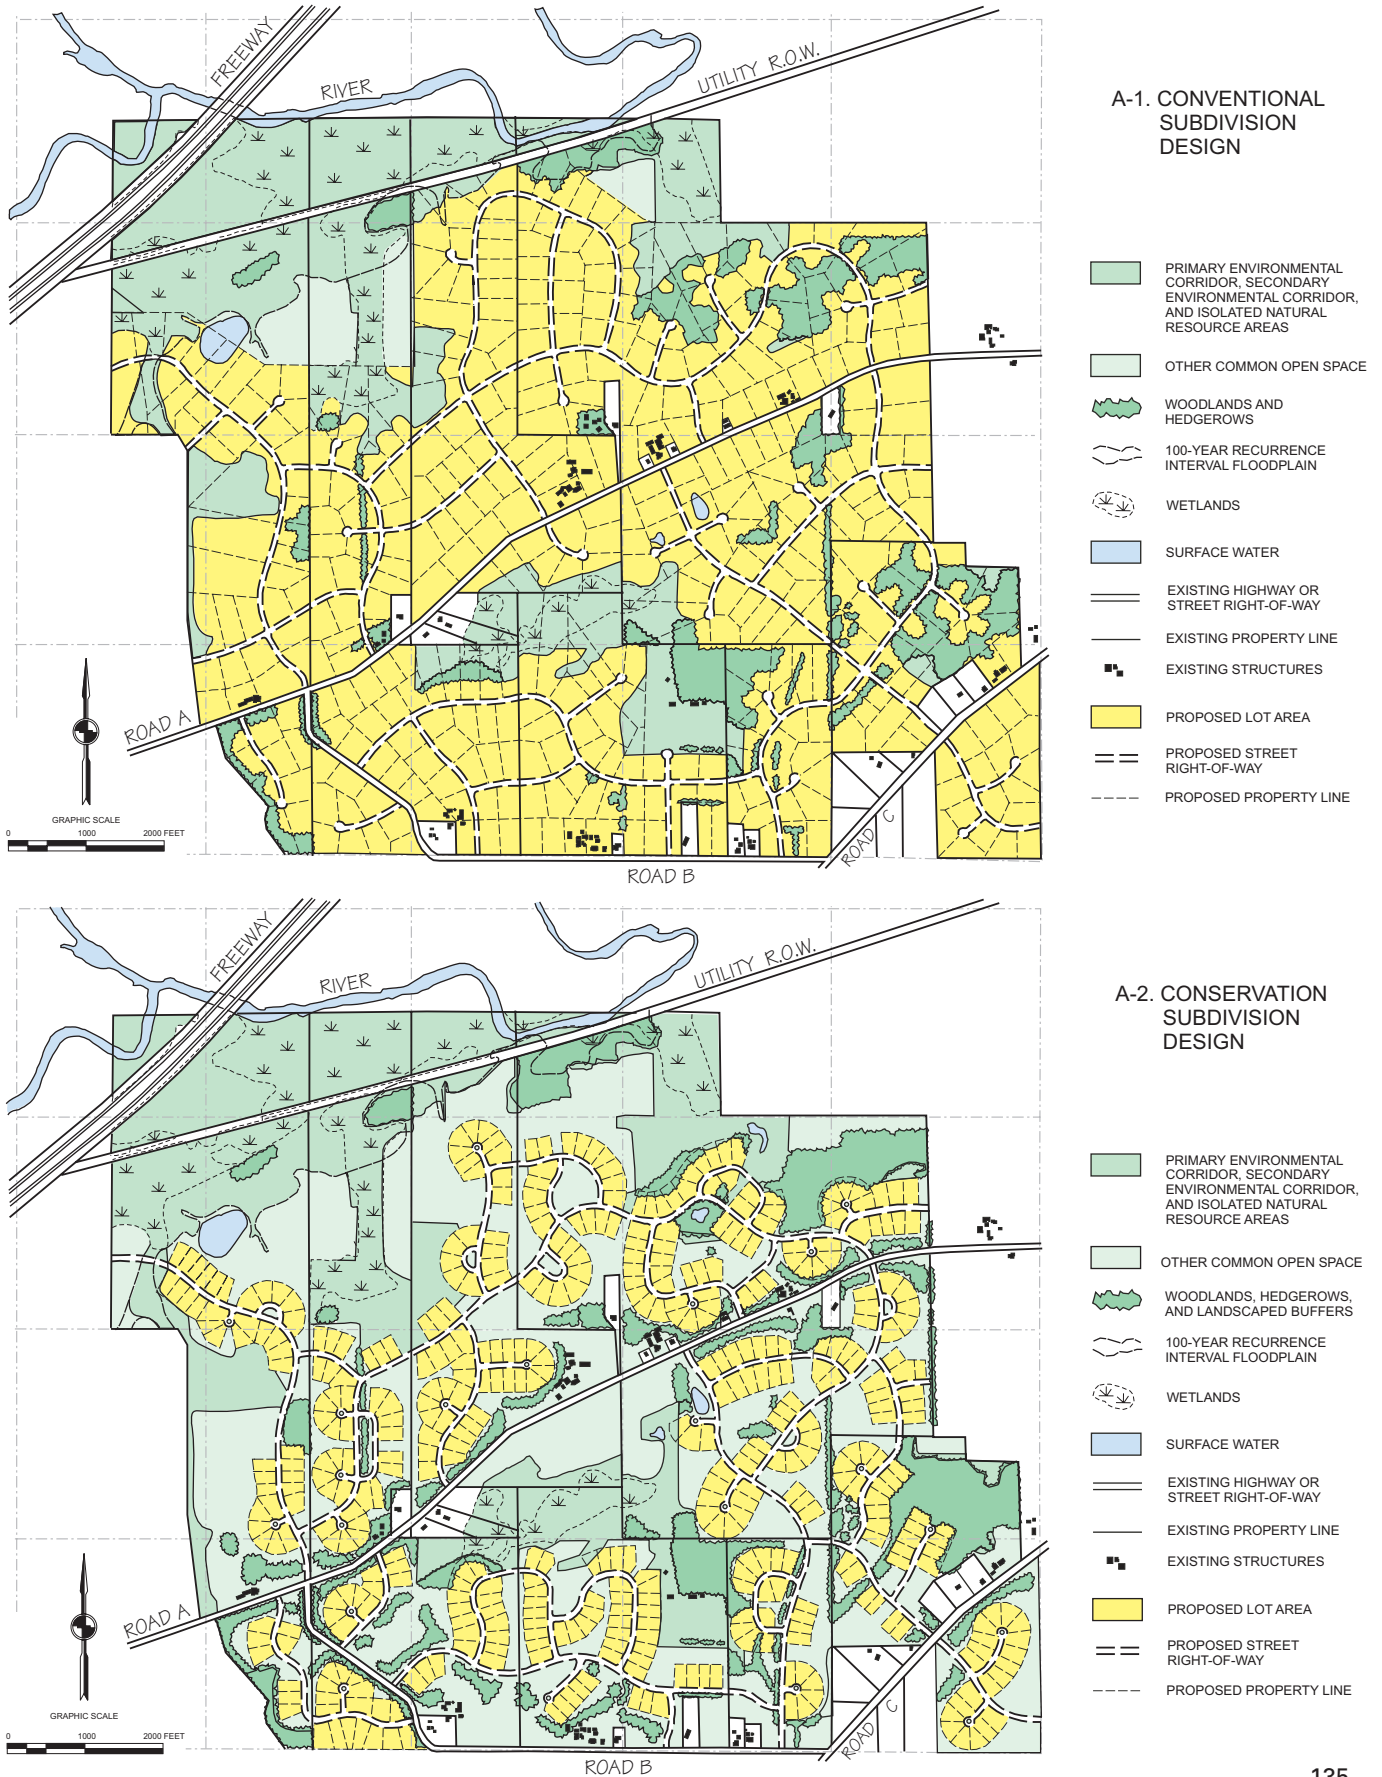 FREEWAY
RIVER
UTILITY R.O.W.
ROAD A
ROAD B
ROAD C
GRAPHIC SCALE
0 1000 2000 FEET
A-1. CONVENTIONAL
SUBDIVISION
DESIGN
PRIMARY ENVIRONMENTAL
CORRIDOR, SECONDARY
ENVIRONMENTAL CORRIDOR,
AND ISOLATED NATURAL
RESOURCE AREAS
OTHER COMMON OPEN SPACE
WOODLANDS AND
HEDGEROWS
100-YEAR RECURRENCE
INTERVAL FLOODPLAIN
WETLANDS
SURFACE WATER
EXISTING HIGHWAY OR
STREET RIGHT-OF-WAY
EXISTING PROPERTY LINE
EXISTING STRUCTURES
PROPOSED LOT AREA
PROPOSED STREET
RIGHT-OF-WAY
PROPOSED PROPERTY LINE
FREEWAY
RIVER
UTILITY R.O.W.
ROAD A
ROAD B
ROAD C
GRAPHIC SCALE
0 1000 2000 FEET
A-2. CONSERVATION
SUBDIVISION
DESIGN
PRIMARY ENVIRONMENTAL
CORRIDOR, SECONDARY
ENVIRONMENTAL CORRIDOR,
AND ISOLATED NATURAL
RESOURCE AREAS
OTHER COMMON OPEN SPACE
WOODLANDS, HEDGEROWS,
AND LANDSCAPED BUFFERS
100-YEAR RECURRENCE
INTERVAL FLOODPLAIN
WETLANDS
SURFACE WATER
EXISTING HIGHWAY OR
STREET RIGHT-OF-WAY
EXISTING PROPERTY LINE
EXISTING STRUCTURES
PROPOSED LOT AREA
PROPOSED STREET
RIGHT-OF-WAY
PROPOSED PROPERTY LINE